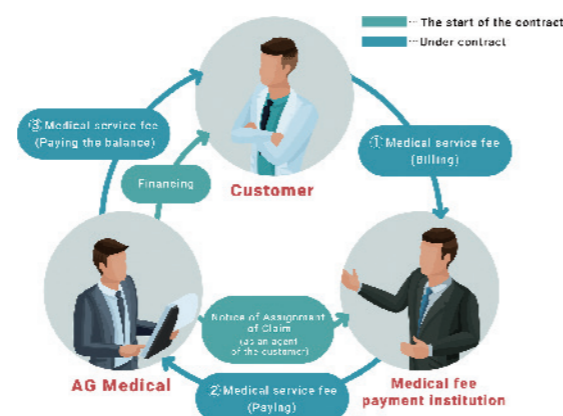 ··· The start of the contract
··· Under contract
③ Medical service fee
(Paying the balance)
① Medical service fee
(Billing)
Financing
Customer
Notice of Assignment
of Claim
(as an agent
of the customer)
AG Medical
② Medical service fee
(Paying)
Medical fee
payment institution